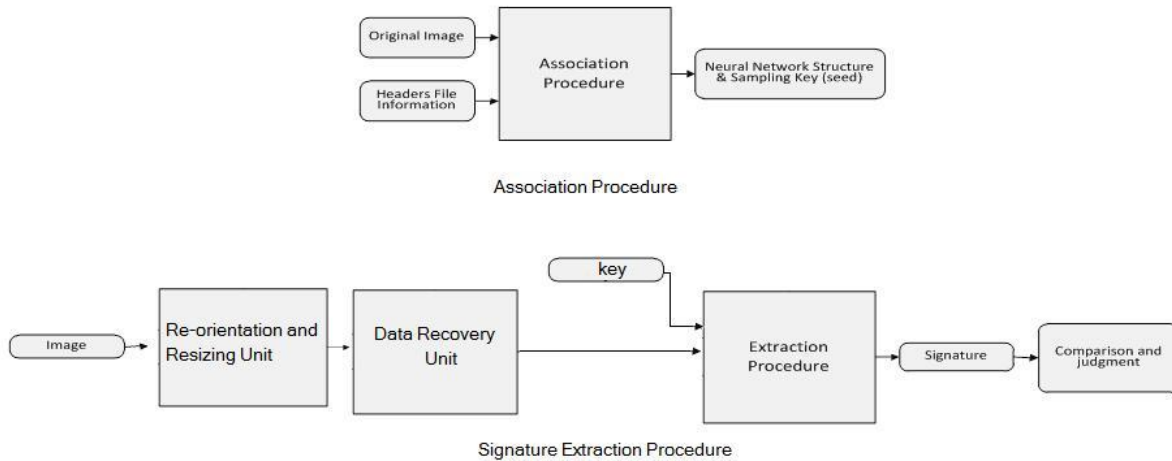 Original Image
Headers File
Information
Association
Procedure
Neural Network Structure
& Sampling Key (seed)
Association Procedure
key
Image
Re-orientation and
Resizing Unit
Data Recovery
Unit
Extraction
Procedure
Signature
Comparison and
judgment
Signature Extraction Procedure